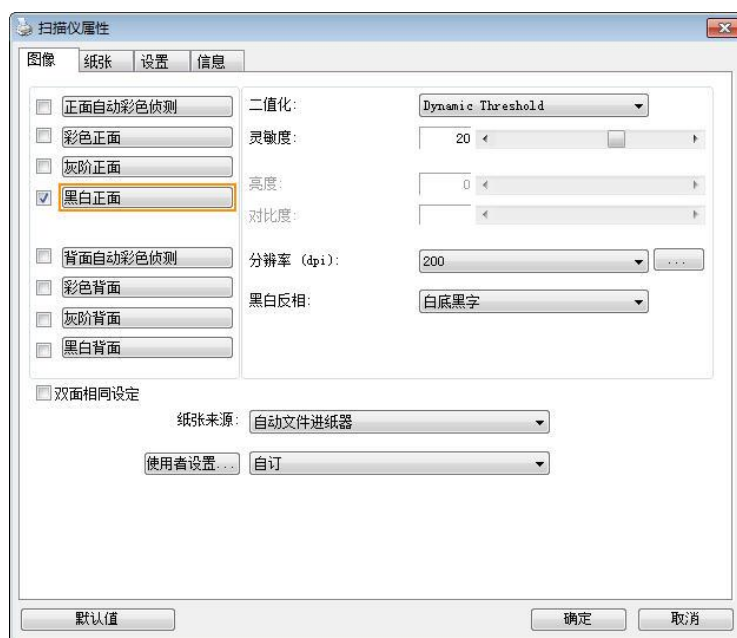 扫描仪属性
图像 纸张 设置 信息
正面自动彩色侦测 二值化: Dynamic Threshold
彩色正面 灵敏度: 20
灰阶正面
黑白正面 亮度: 0
对比度:
背面自动彩色侦测 分辨率 (dpi): 200 ...
彩色背面
灰阶背面 黑白反相: 白底黑字
黑白背面
双面相同设定
纸张来源: 自动文件进纸器
使用者设置... 自订
默认值 确定 取消